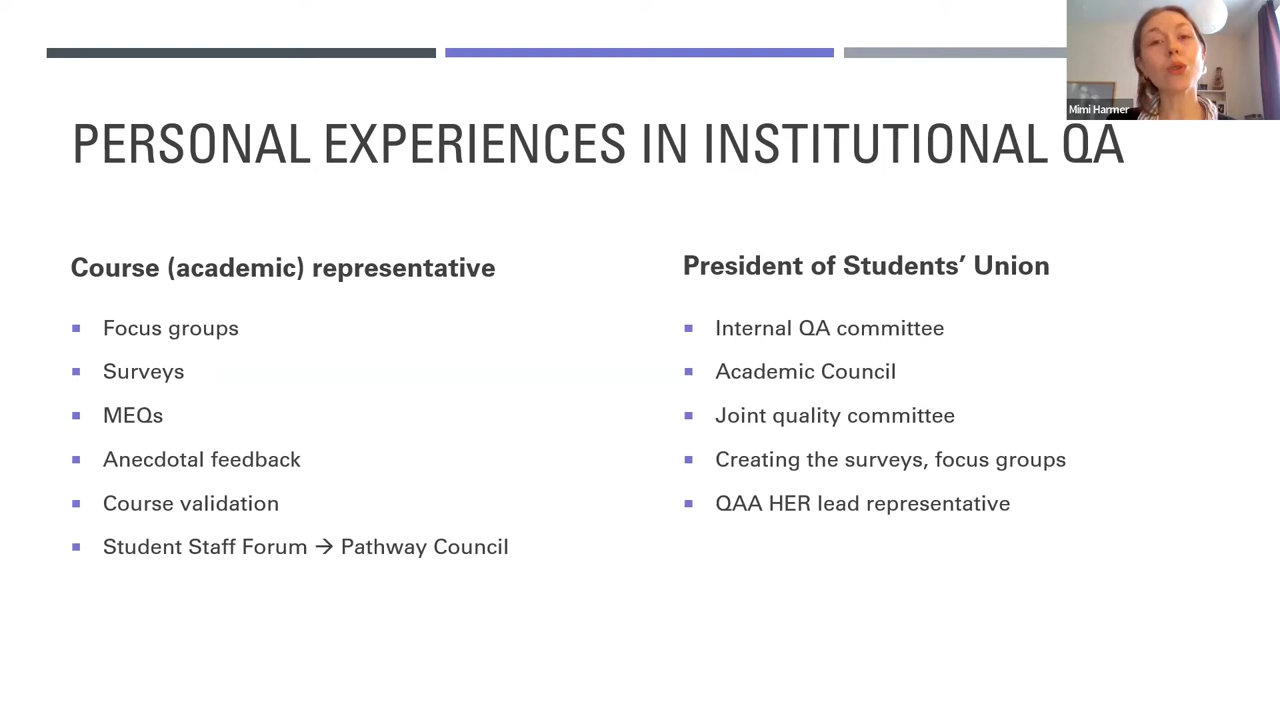 Mimi Harmer
PERSONAL EXPERIENCES IN INSTITUTIONAL QA
Course (academic) representative
Focus groups
Surveys
MEQs
Anecdotal feedback
Course validation
Student Staff Forum → Pathway Council
President of Students’ Union
Internal QA committee
Academic Council
Joint quality committee
Creating the surveys, focus groups
QAA HER lead representative